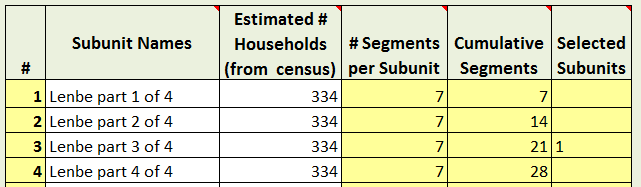 # Subunit Names Estimated # Households (from census) # Segments per Subunit Cumulative Segments Selected Subunits
1 Lenbe part 1 of 4 334 7 7
2 Lenbe part 2 of 4 334 7 14
3 Lenbe part 3 of 4 334 7 21 1
4 Lenbe part 4 of 4 334 7 28